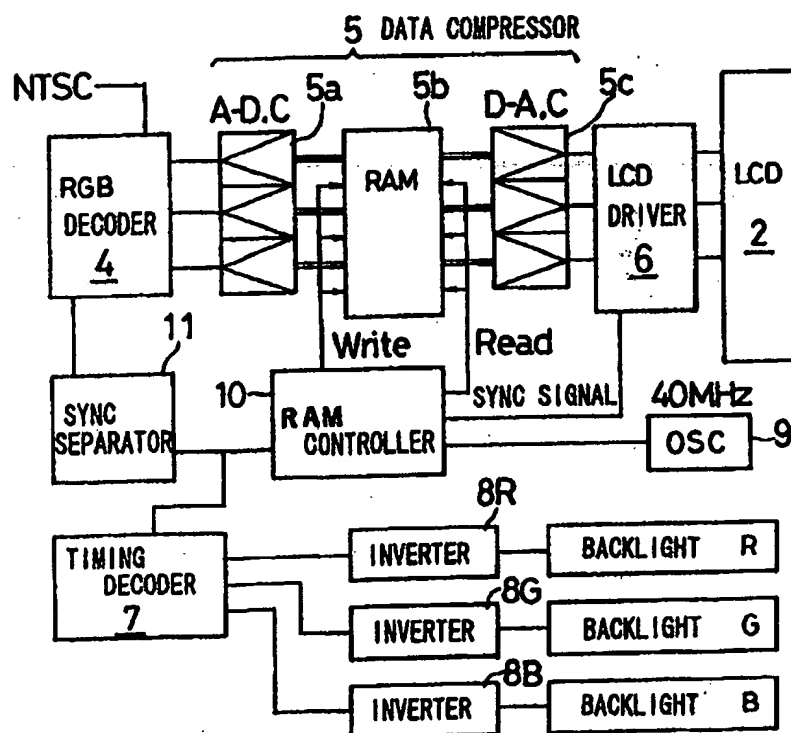 5 DATA COMPRESSOR
NTSC
A-D.C
5a
5b
D-A.C
5c
RGB
DECODER
4
RAM
LCD
DRIVER
6
LCD
2
11
Write
Read
10
SYNC
SEPARATOR
RAM
CONTROLLER
SYNC SIGNAL
40MHz
OSC
9
TIMING
DECODER
7
8R
INVERTER
BACKLIGHT R
8G
INVERTER
BACKLIGHT G
8B
INVERTER
BACKLIGHT B